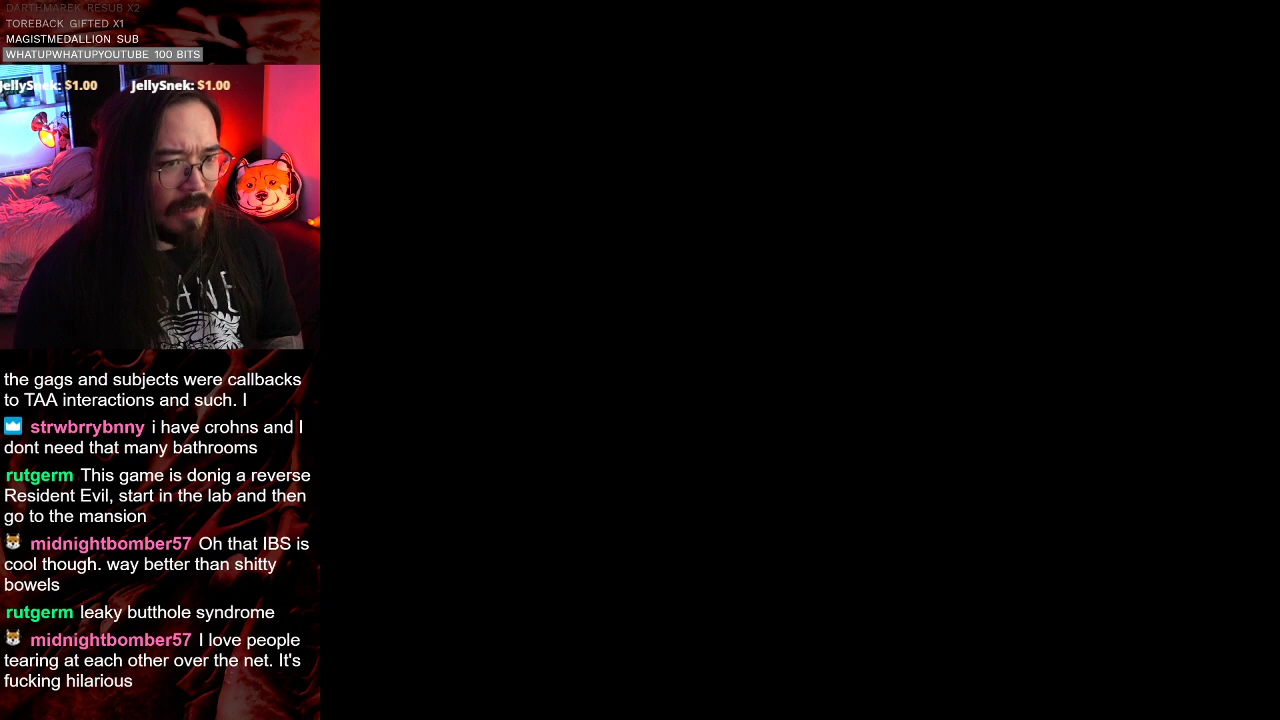 DARTHMAREK RESUB X2
TOREBACK GIFTED X1
MAGISTMEDALLION SUB
WHATUPWHATUPYOUTUBE 100 BITS
JellySnek: $1.00 JellySnek: $1.00
the gags and subjects were callbacks
to TAA interactions and such. I
strwbrrybnny i have crohns and I
dont need that many bathrooms
rutgerm This game is donig a reverse
Resident Evil, start in the lab and then
go to the mansion
midnightbomber57 Oh that IBS is
cool though. way better than shitty
bowels
rutgerm leaky butthole syndrome
midnightbomber57 I love people
tearing at each other over the net. It's
fucking hilarious